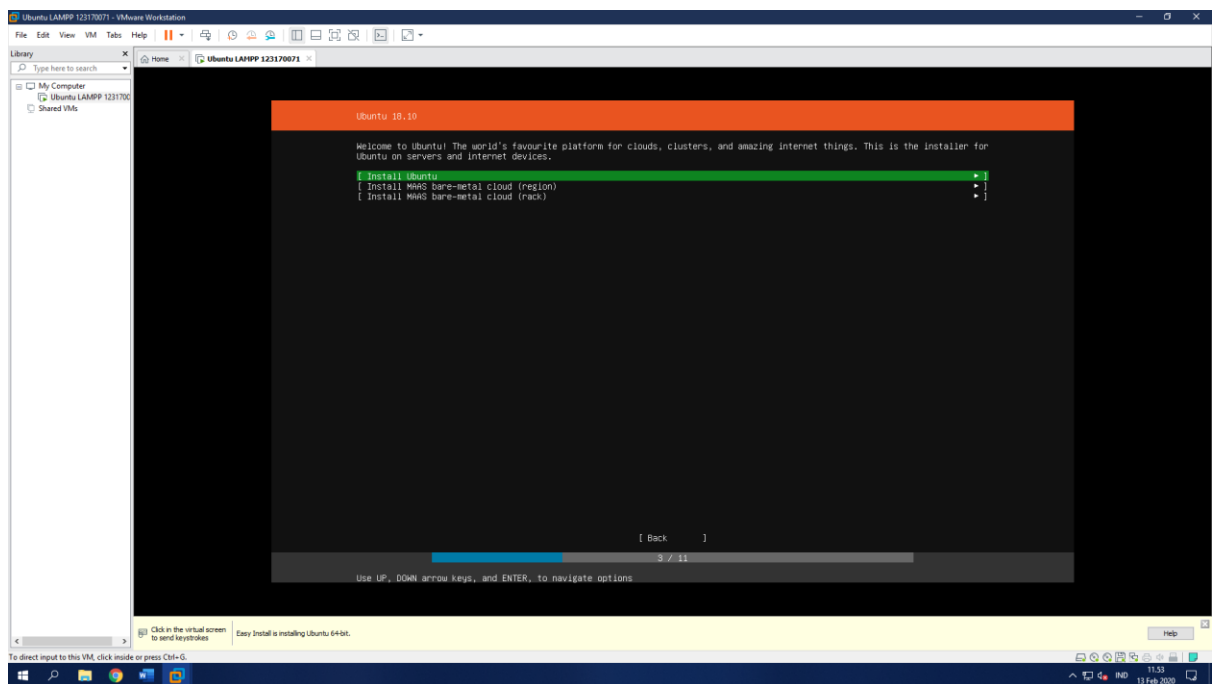 Ubuntu LAMPP 123170071 - VMware Workstation
File Edit View VM Tabs Help
Library
Home
Ubuntu LAMPP 123170071
Type here to search
My Computer
Ubuntu LAMPP 1231700
Shared VMs
Ubuntu 18.10
Welcome to Ubuntu! The world's favourite platform for clouds, clusters, and amazing internet things. This is the installer for
Ubuntu on servers and internet devices.
[ Install Ubuntu ▸ ]
[ Install MAAS bare-metal cloud (region) ▸ ]
[ Install MAAS bare-metal cloud (rack) ▸ ]
[ Back ]
3 / 11
Use UP, DOWN arrow keys, and ENTER, to navigate options
Click in the virtual screen
to send keystrokes
Easy Install is installing Ubuntu 64-bit.
Help
To direct input to this VM, click inside or press Ctrl+G.
IND
11.53
13 Feb 2020